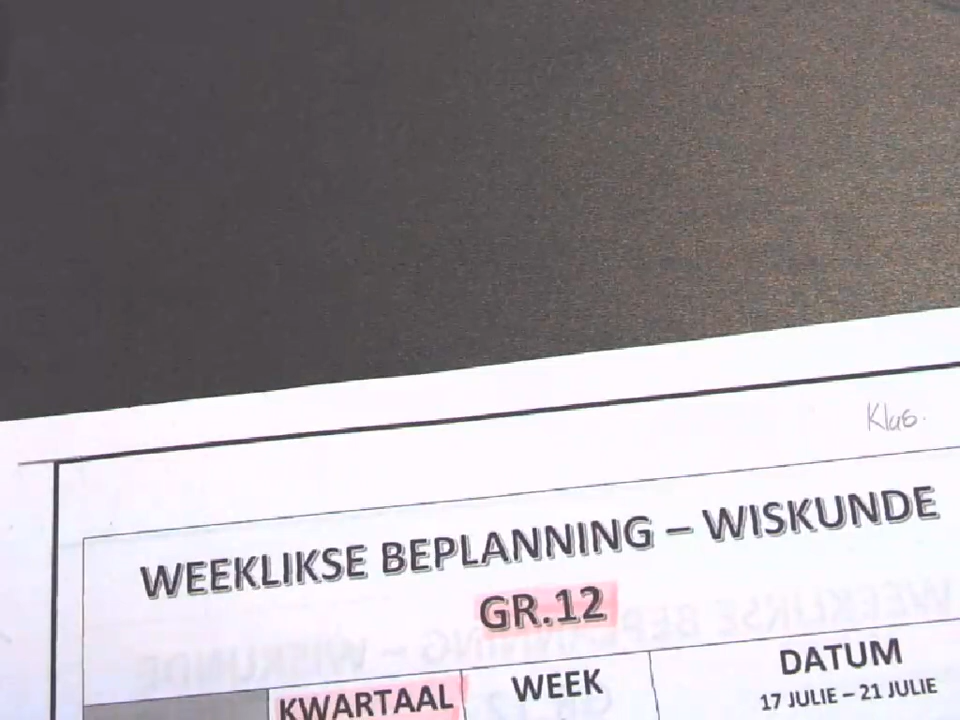 Klas.
WEEKLIKSE BEPLANNING – WISKUNDE
GR.12
KWARTAAL WEEK DATUM
17 JULIE – 21 JULIE